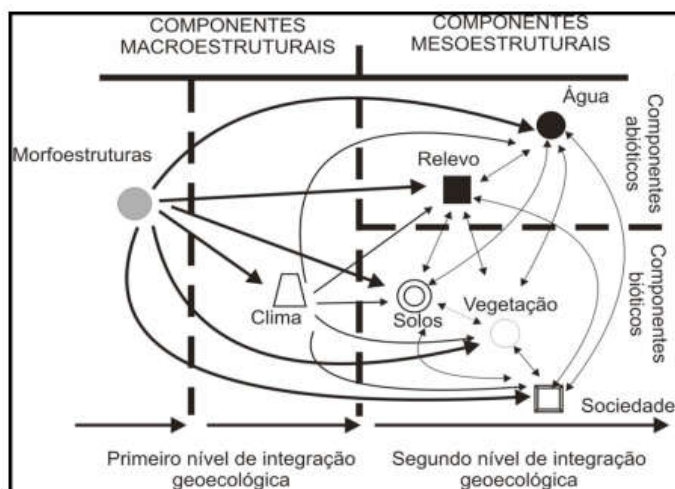 COMPONENTES
MACROESTRUTURAIS
COMPONENTES
MESOESTRUTURAIS
Água
Componentes
abióticos
Morfoestruturas
Relevo
Componentes
bióticos
Clima
Solos
Vegetação
Sociedade
Primeiro nível de integração
geoecológica
Segundo nível de integração
geoecológica